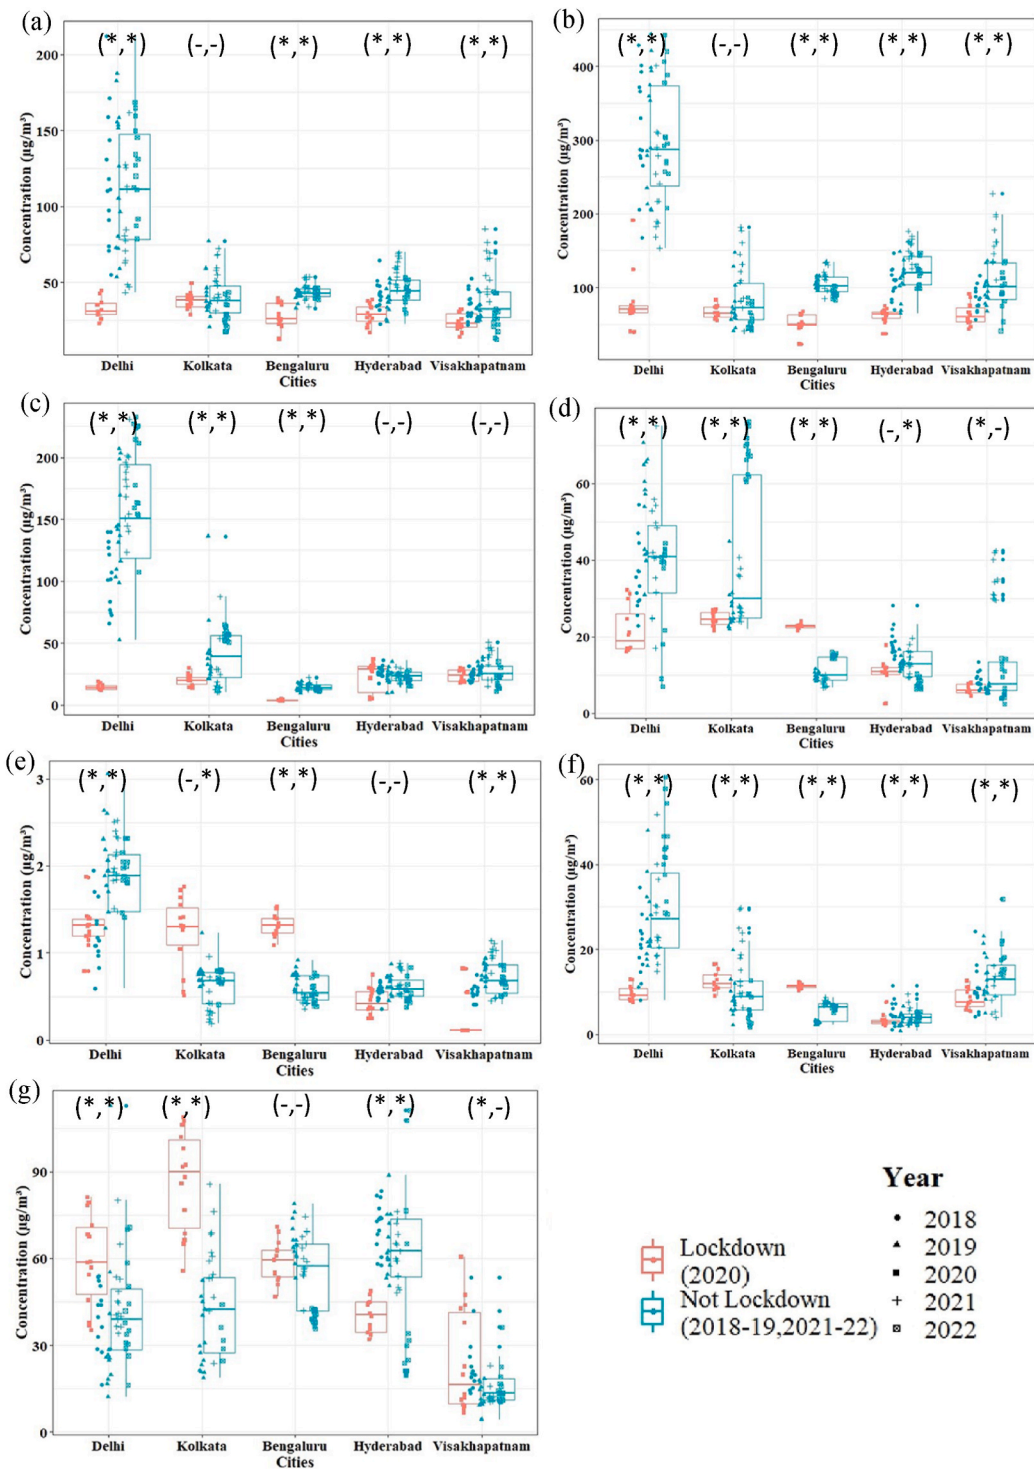 (a)
(*,*) (-,-) (*,*) (*,*) (*,*)
Concentration (µg/m³)
200
150
100
50
Delhi Kolkata Bengaluru Hyderabad Visakhapatnam
Cities
(b)
(*,*) (-,-) (*,*) (*,*) (*,*)
Concentration (µg/m³)
400
300
200
100
Delhi Kolkata Bengaluru Hyderabad Visakhapatnam
Cities
(c)
(*,*) (*,*) (*,*) (-,-) (-,-)
Concentration (µg/m³)
200
150
100
50
0
Delhi Kolkata Bengaluru Hyderabad Visakhapatnam
Cities
(d)
(*,*) (*,*) (*,*) (-,*) (*,-)
Concentration (µg/m³)
60
40
20
0
Delhi Kolkata Bengaluru Hyderabad Visakhapatnam
Cities
(e)
(*,*) (-,*) (*,*) (-,-) (*,*)
Concentration (µg/m³)
3
2
1
0
Delhi Kolkata Bengaluru Hyderabad Visakhapatnam
Cities
(f)
(*,*) (*,*) (*,*) (*,*) (*,*)
Concentration (µg/m³)
60
40
20
0
Delhi Kolkata Bengaluru Hyderabad Visakhapatnam
Cities
(g)
(*,*) (*,*) (-,-) (*,*) (*,-)
Concentration (µg/m³)
90
60
30
0
Delhi Kolkata Bengaluru Hyderabad Visakhapatnam
Cities
Lockdown
(2020)
Not Lockdown
(2018-19,2021-22)
Year
2018
2019
2020
2021
2022